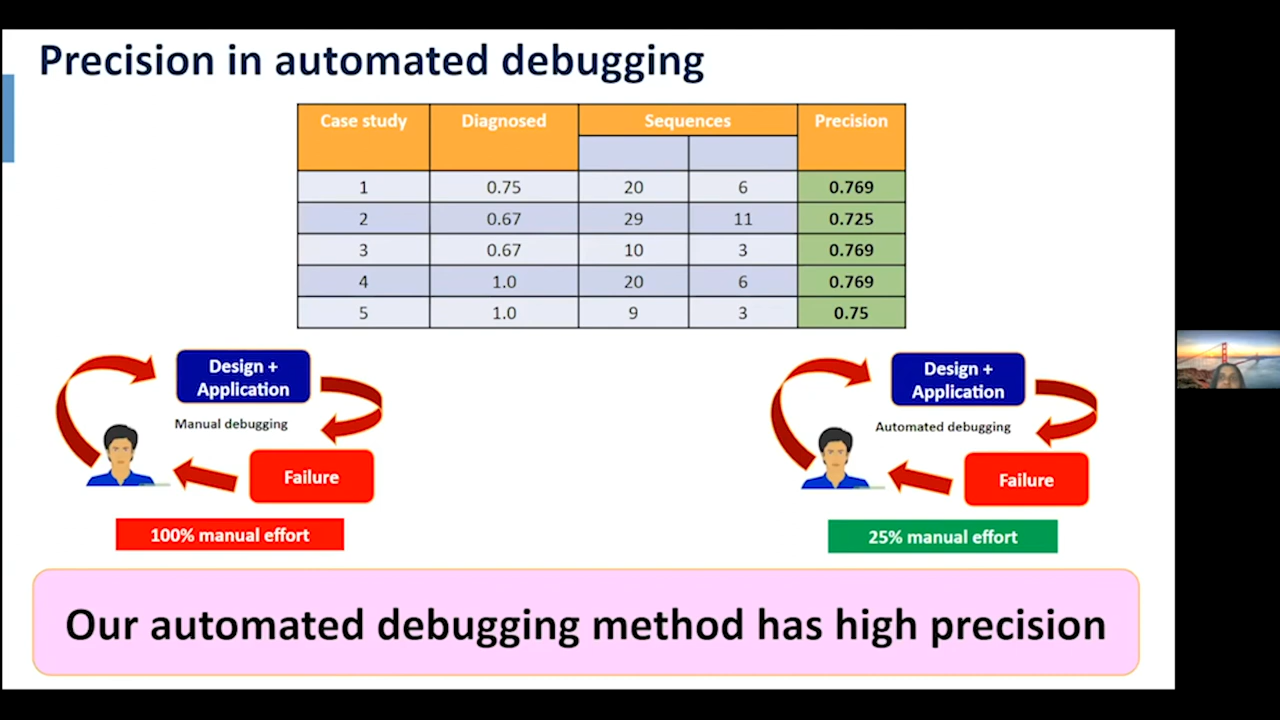 Precision in automated debugging
Case study Diagnosed Sequences Precision
1 0.75 20 6 0.769
2 0.67 29 11 0.725
3 0.67 10 3 0.769
4 1.0 20 6 0.769
5 1.0 9 3 0.75
Design +
Application
Manual debugging
Failure
100% manual effort
Design +
Application
Automated debugging
Failure
25% manual effort
Our automated debugging method has high precision